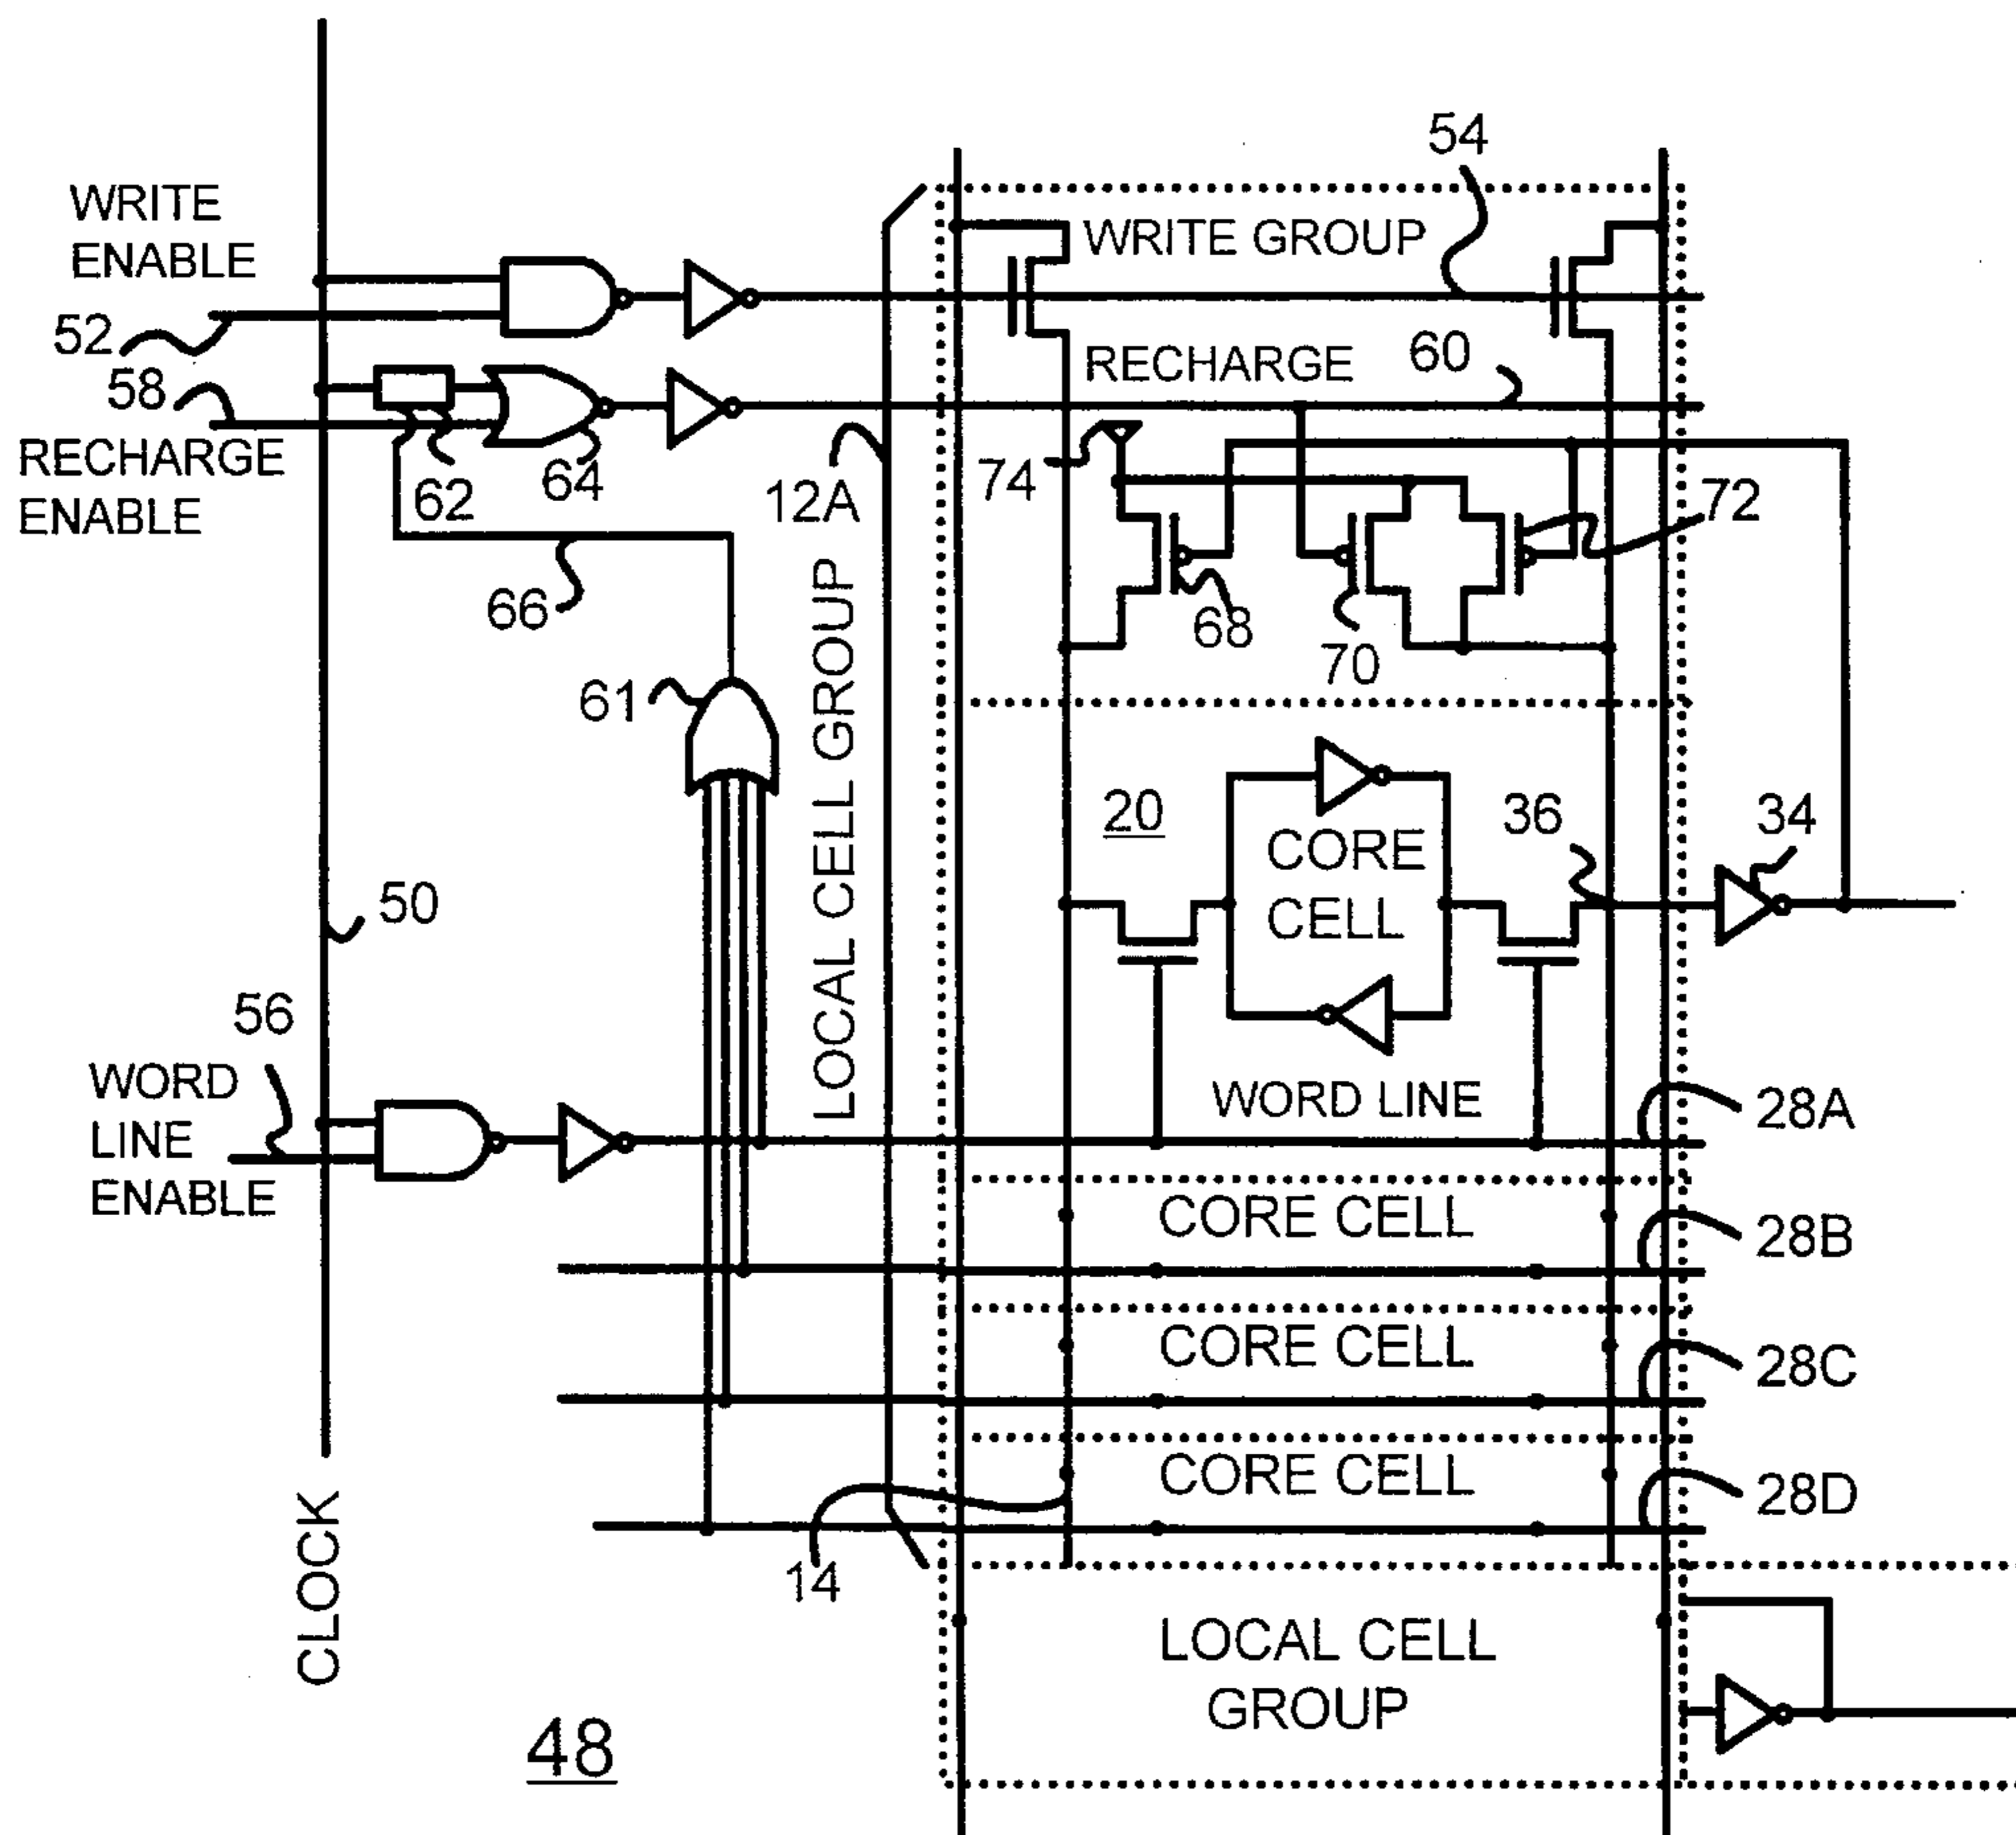 54
WRITE
ENABLE
WRITE GROUP
52
RECHARGE
60
58
RECHARGE
ENABLE
62
64
12A
74
72
66
68
70
61
LOCAL CELL GROUP
20
CORE
CELL
36
34
50
56
WORD
LINE
ENABLE
WORD LINE
28A
CORE CELL
28B
CORE CELL
28C
CORE CELL
28D
14
CLOCK
LOCAL CELL
GROUP
48